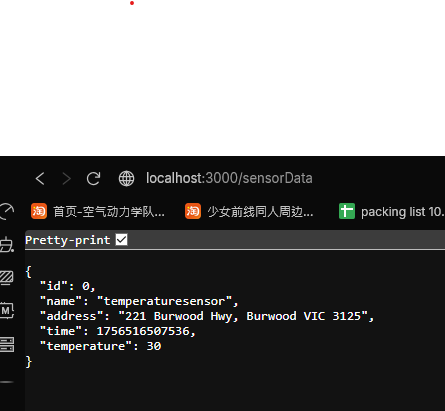 localhost:3000/sensorData
淘 首页-空气动力学队... 淘 少女前线同人周边... packing list 10.
Pretty-print
{
"id": 0,
"name": "temperaturesensor",
"address": "221 Burwood Hwy, Burwood VIC 3125",
"time": 1756516507536,
"temperature": 30
}
M